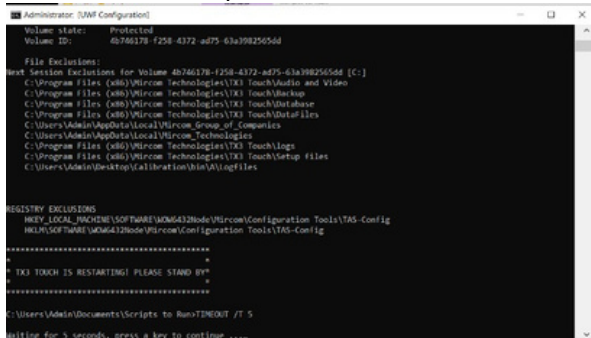 Administrator: [UWF Configuration]
Volume state: Protected
Volume ID: 4b746178-f258-4372-ad75-63a3982565dd
File Exclusions:
Next Session Exclusions for Volume 4b746178-f258-4372-ad75-63a3982565dd [C:]
C:\Program Files (x86)\Mircom Technologies\TX3 Touch\Audio and Video
C:\Program Files (x86)\Mircom Technologies\TX3 Touch\Backup
C:\Program Files (x86)\Mircom Technologies\TX3 Touch\Database
C:\Program Files (x86)\Mircom Technologies\TX3 Touch\DataFiles
C:\Users\Admin\AppData\Local\Mircom_Group_of_Companies
C:\Users\Admin\AppData\Local\Mircom_Technologies
C:\Program Files (x86)\Mircom Technologies\TX3 Touch\logs
C:\Program Files (x86)\Mircom Technologies\TX3 Touch\Setup files
C:\Users\Admin\Desktop\Calibration\bin\A\Logfiles
REGISTRY EXCLUSIONS
HKEY_LOCAL_MACHINE\SOFTWARE\WOW6432Node\Mircom\Configuration Tools\TAS-Config
HKLM\SOFTWARE\WOW6432Node\Mircom\Configuration Tools\TAS-Config
*******************************************
* *
* TX3 TOUCH IS RESTARTING! PLEASE STAND BY*
* *
*******************************************
C:\Users\Admin\Documents\Scripts to Run>TIMEOUT /T 5
Waiting for 5 seconds, press a key to continue ....